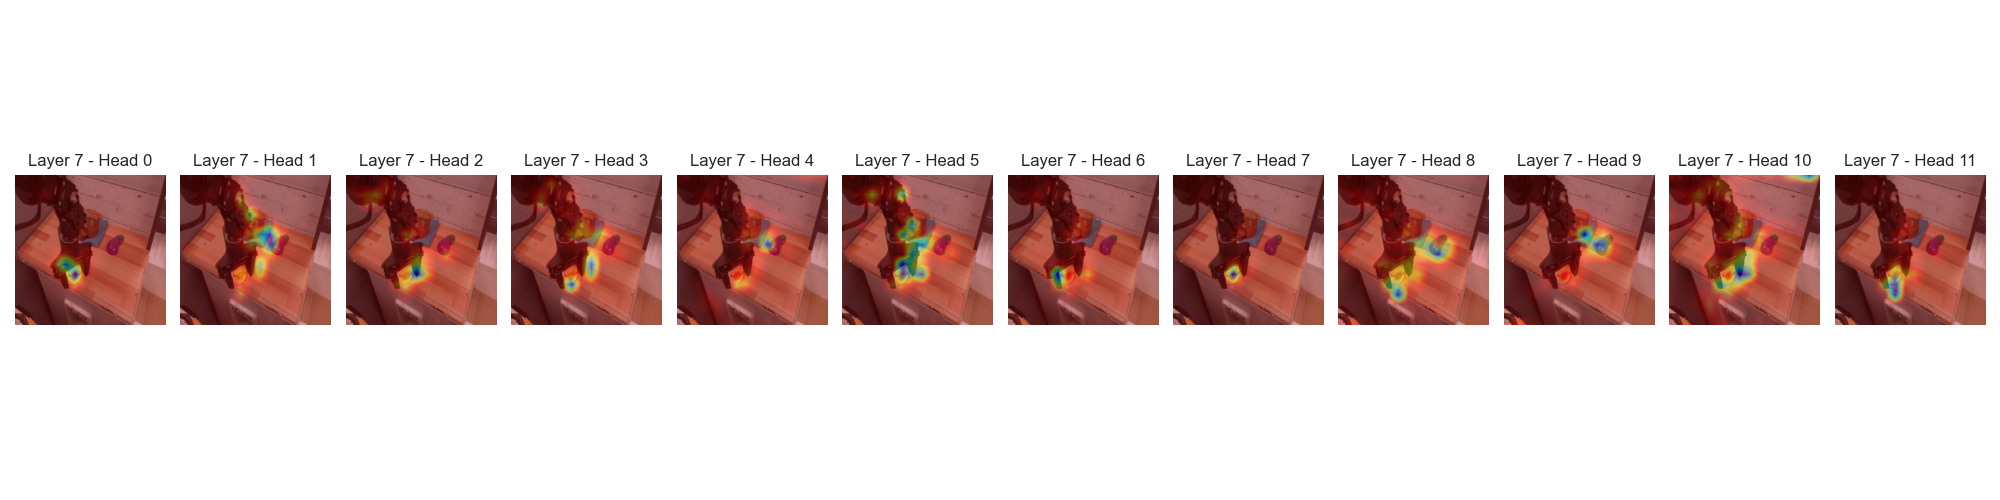 Layer 7 - Head 0
Layer 7 - Head 1
Layer 7 - Head 2
Layer 7 - Head 3
Layer 7 - Head 4
Layer 7 - Head 5
Layer 7 - Head 6
Layer 7 - Head 7
Layer 7 - Head 8
Layer 7 - Head 9
Layer 7 - Head 10
Layer 7 - Head 11